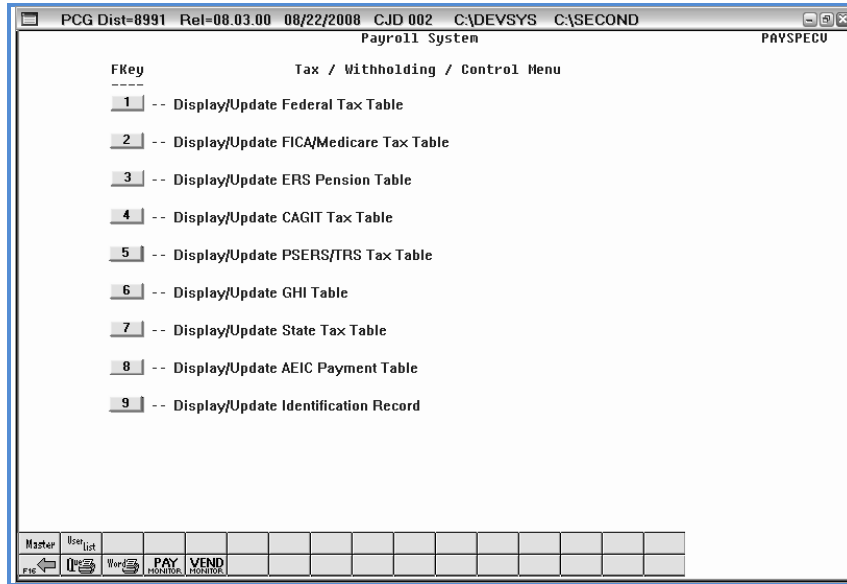 PCG Dist=8991 Rel=08.03.00 08/22/2008 CJD 002 C:\DEVSYS C:\SECOND
Payroll System PAYSPECV
FKey Tax / Withholding / Control Menu
----
1 -- Display/Update Federal Tax Table
2 -- Display/Update FICA/Medicare Tax Table
3 -- Display/Update ERS Pension Table
4 -- Display/Update CAGIT Tax Table
5 -- Display/Update PSERS/TRS Tax Table
6 -- Display/Update GHI Table
7 -- Display/Update State Tax Table
8 -- Display/Update AEIC Payment Table
9 -- Display/Update Identification Record
Master User List
F16 Que Word PAY MONITOR VEND MONITOR